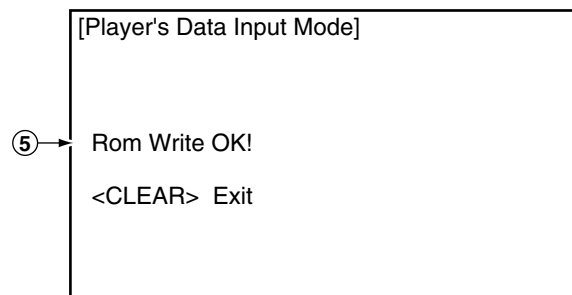 [Player's Data Input Mode]
⑤ Rom Write OK!
<CLEAR> Exit